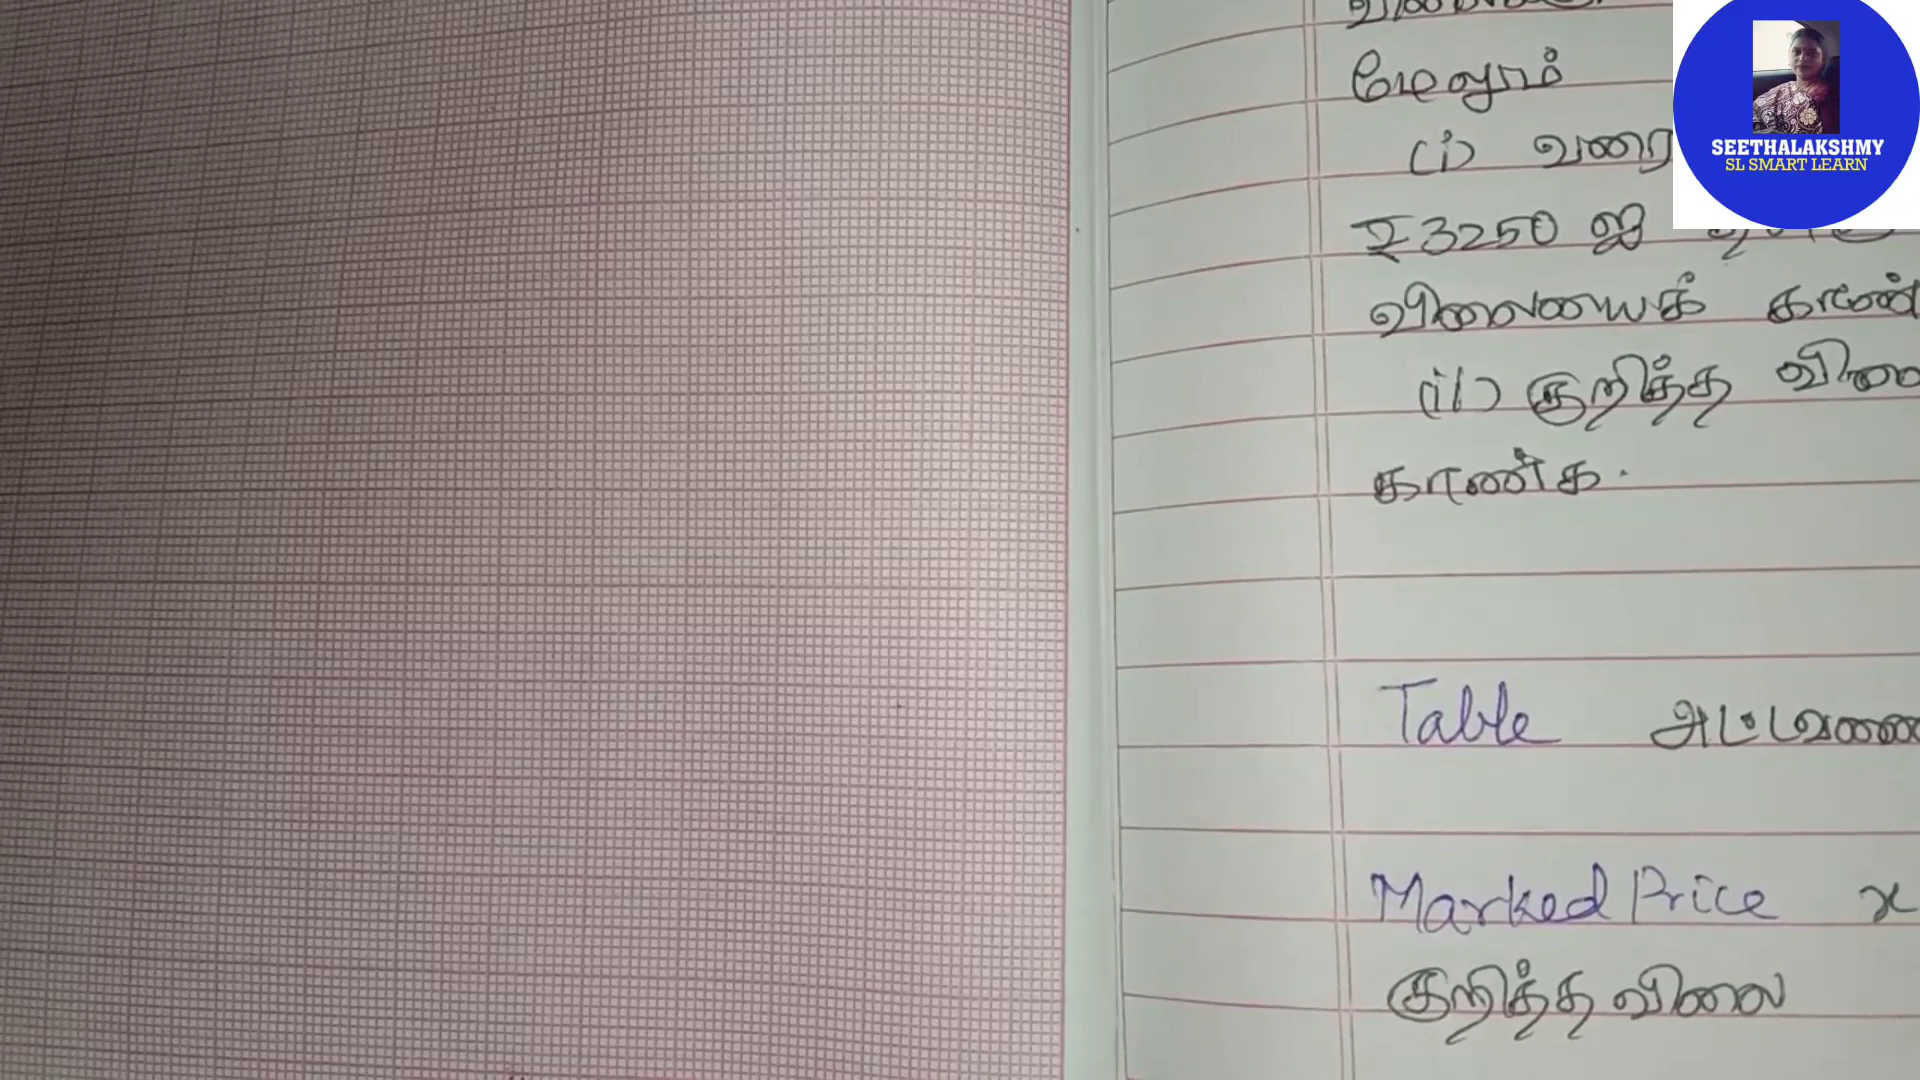 மேலும்
(i) வரை
₹3250 ஐ
விலையைக் காண்
(ii) குறித்த விலை
காண்க.
Table அட்டவணை
Marked Price x
குறித்த விலை
SEETHALAKSHMY
SL SMART LEARN